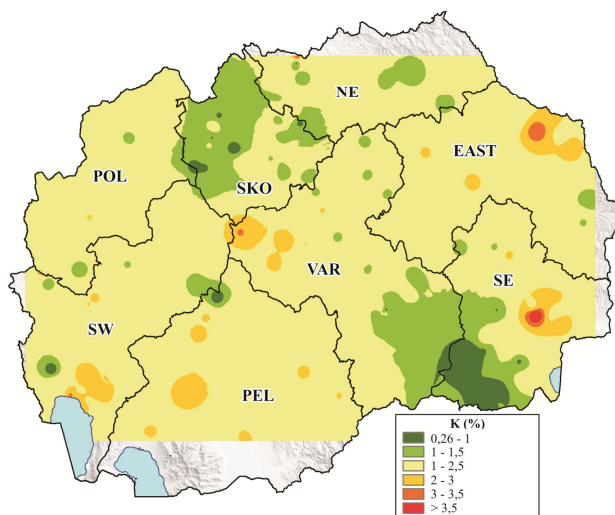 NE
EAST
POL
SKO
VAR
SE
SW
PEL
K (%)
0,26 - 1
1 - 1,5
1 - 2,5
2 - 3
3 - 3,5
> 3,5